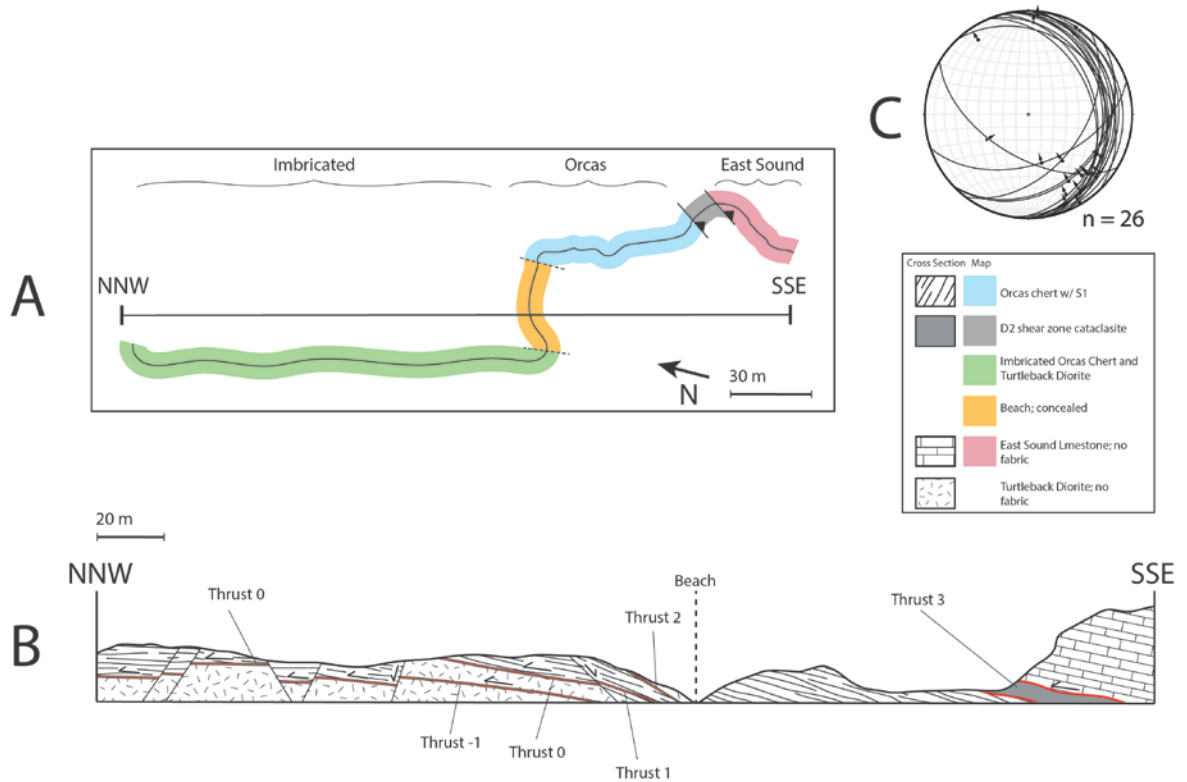 C
n = 26
A
Imbricated
Orcas
East Sound
NNW
SSE
N
30 m
Cross Section Map
Orcas chert w/ S1
D2 shear zone cataclasite
Imbricated Orcas Chert and
Turtleback Diorite
Beach; concealed
East Sound Lmestone; no
fabric
Turtleback Diorite; no
fabric
20 m
NNW
SSE
B
Thrust 0
Thrust 2
Beach
Thrust 3
Thrust -1
Thrust 0
Thrust 1